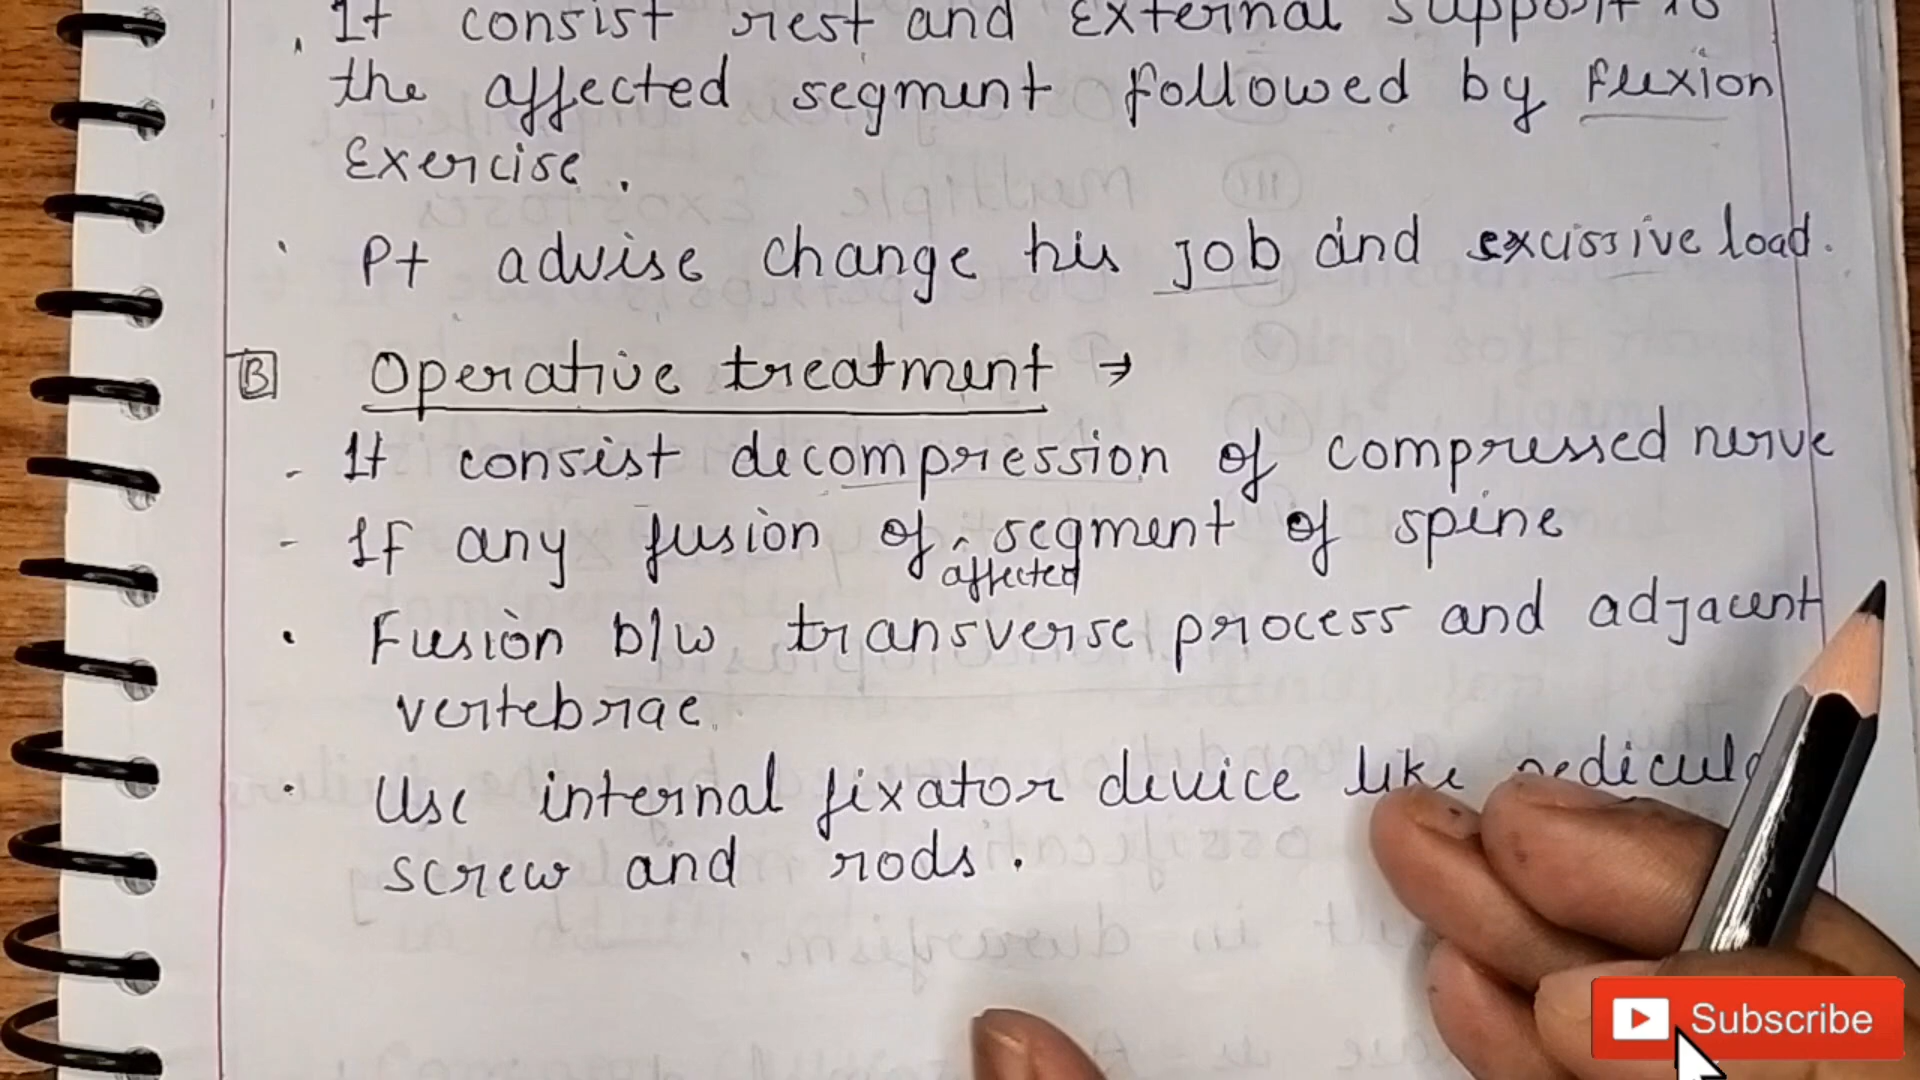 . It consist rest and External support to
the affected segment followed by flexion
Exercise.
• Pt advise change his job and excissive load.
B Operative treatment →
- It consist decompression of compressed nerve
- If any fusion of ^ segment of spine
affected
• Fusion b/w transverse process and adjacent
vertebrae.
• Use internal fixator device like
screw and rods.
Subscribe